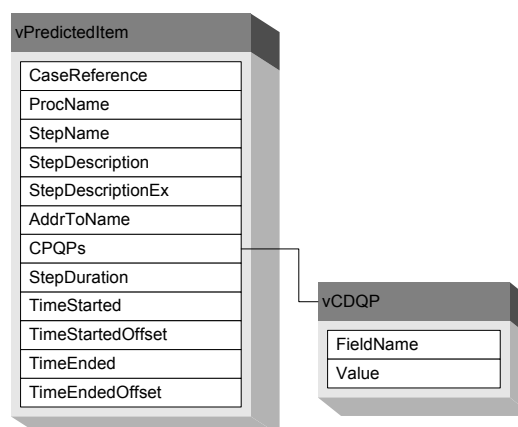 vPredictedItem
CaseReference
ProcName
StepName
StepDescription
StepDescriptionEx
AddrToName
CPQPs
StepDuration
TimeStarted
TimeStartedOffset
TimeEnded
TimeEndedOffset
vCDQP
FieldName
Value